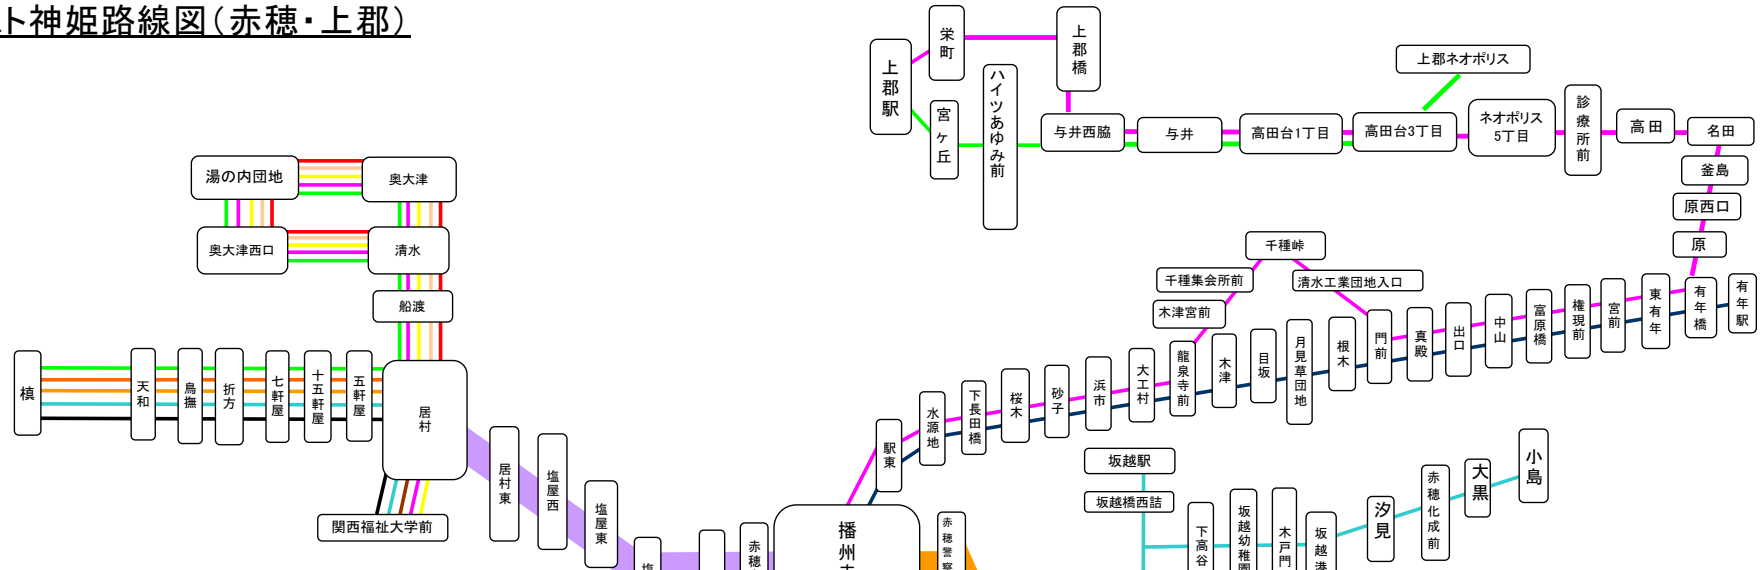 ト神姫路線図(赤穂・上郡)
栄町
上郡橋
上郡駅
宮ヶ丘
ハイツあゆみ前
与井西脇
与井
高田台1丁目
高田台3丁目
上郡ネオポリス
ネオポリス
5丁目
診療所前
高田
名田
釜島
原西口
原
湯の内団地
奥大津
奥大津西口
清水
船渡
千種峠
千種集会所前
清水工業団地入口
木津宮前
槙
天和
鳥撫
折方
七軒屋
十五軒屋
五軒屋
居村
関西福祉大学前
居村東
塩屋西
塩屋東
駅東
水源地
下長田橋
桜木
砂子
浜市
大工村
龍泉寺前
木津
目坂
月見草団地
根木
門前
真殿
出口
中山
富原橋
権現前
宮前
東有年
有年橋
有年駅
坂越駅
坂越橋西詰
下高谷
坂越幼稚園
木戸門
坂越港
汐見
赤穂化成前
大黒
小島
播州
赤穂警察
赤穂
塩